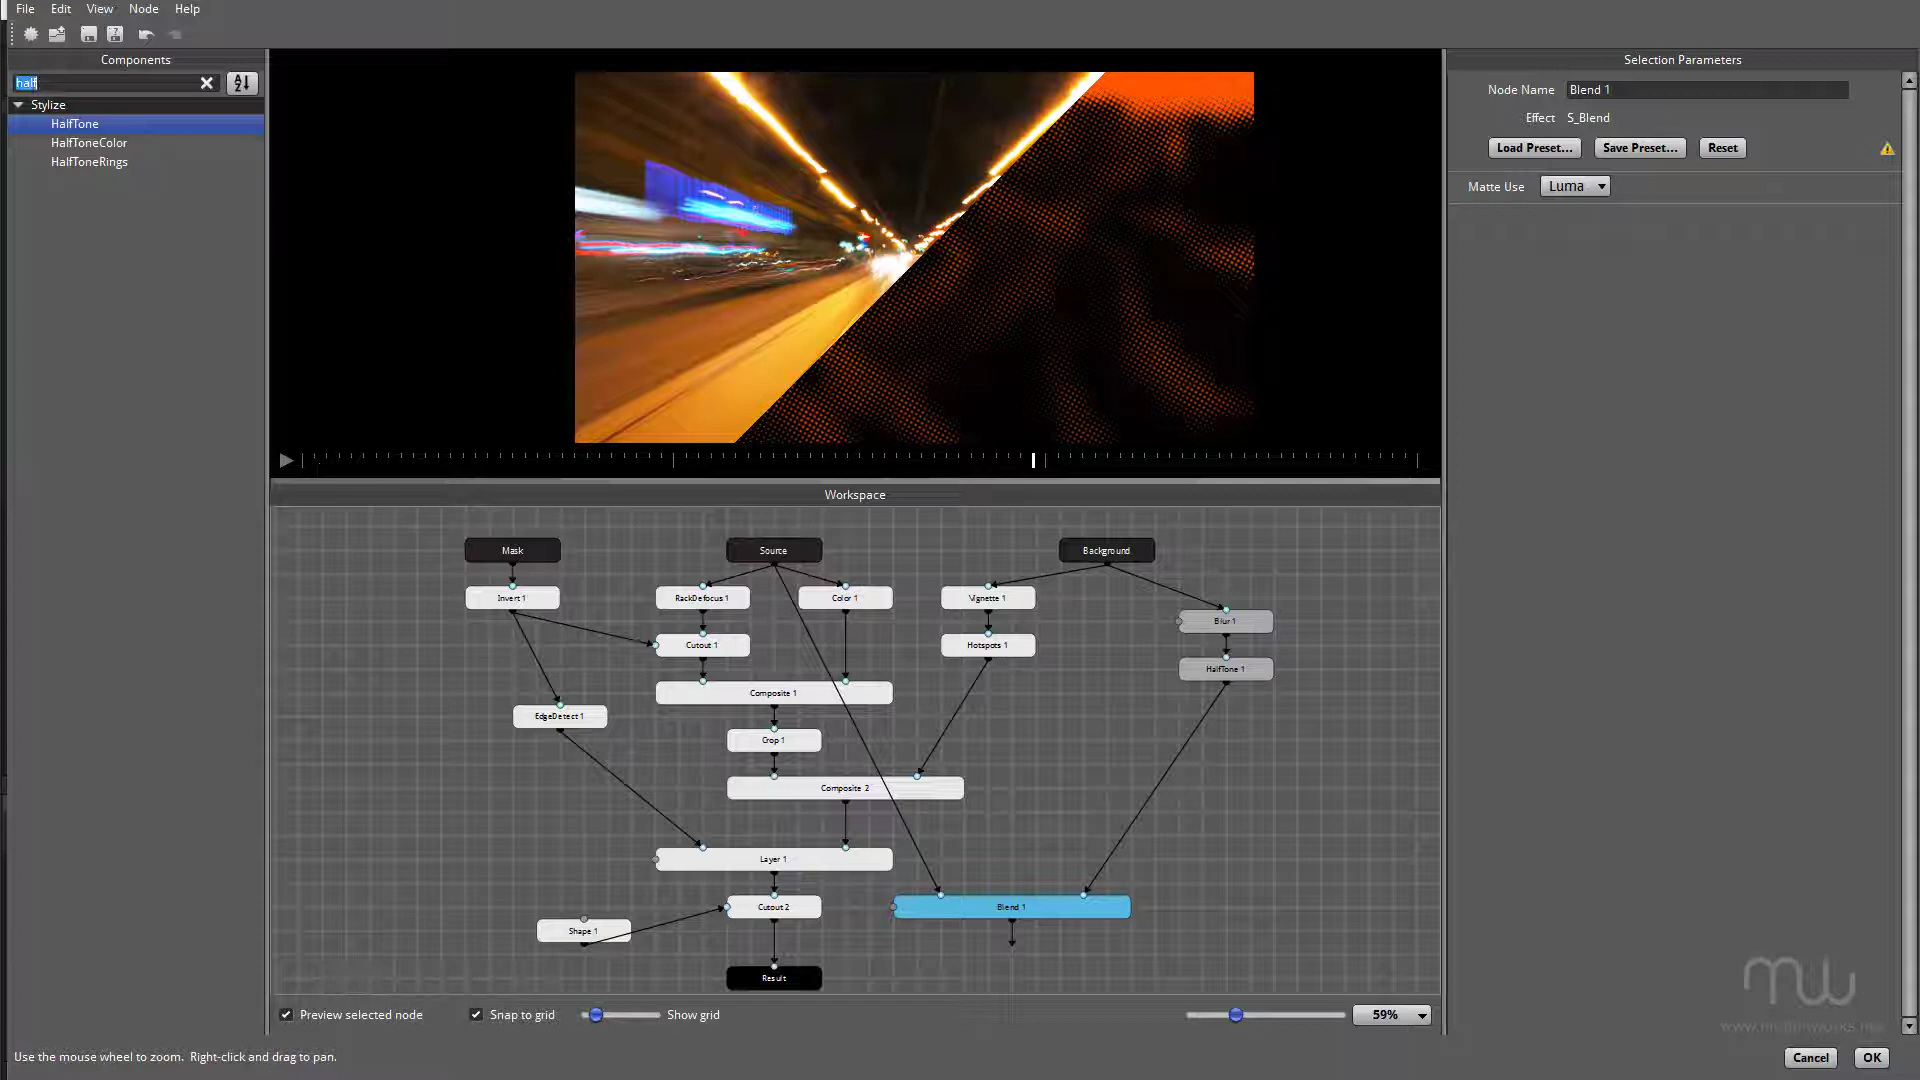 File Edit View Node Help
Components
half
Stylize
HalfTone
HalfToneColor
HalfToneRings
Selection Parameters
Node Name Blend 1
Effect S_Blend
Load Preset... Save Preset... Reset
Matte Use Luma
Workspace
Mask Source Background
Invert 1 RackDefocus 1 Color 1 Vignette 1
Blur 1
Cutout 1 Hotspots 1
HalfTone 1
Composite 1
EdgeDetect 1
Crop 1
Composite 2
Layer 1
Cutout 2 Blend 1
Shape 1
Result
Preview selected node Snap to grid Show grid 59%
Use the mouse wheel to zoom. Right-click and drag to pan.
Cancel OK